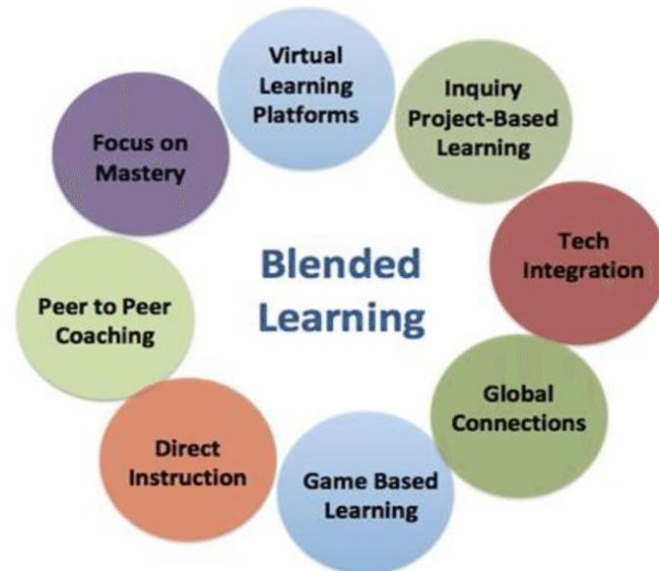 Virtual
Learning
Platforms
Inquiry
Project-Based
Learning
Tech
Integration
Global
Connections
Game Based
Learning
Direct
Instruction
Peer to Peer
Coaching
Focus on
Mastery
Blended
Learning